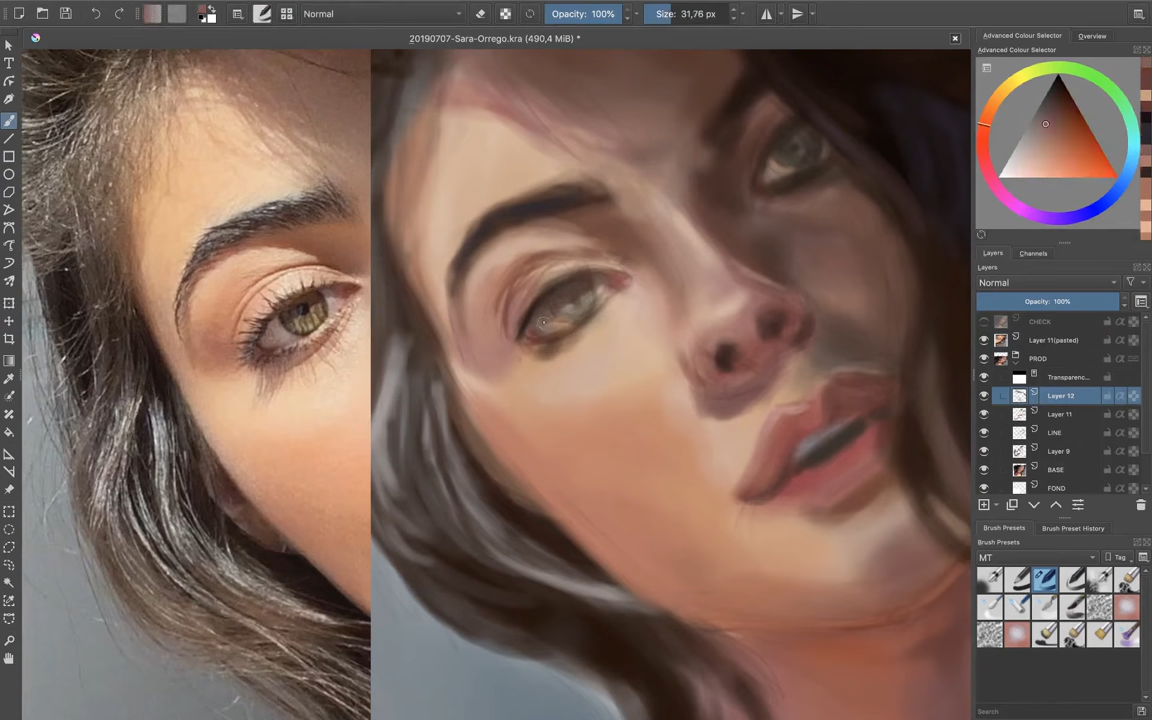 Normal
Opacity: 100%
Size: 31,76 px
20190707-Sara-Orrego.kra (490,4 MiB) *
Advanced Colour Selector
Overview
Advanced Colour Selector
Layers
Channels
Layers
Normal
Opacity: 100%
CHECK
Layer 11(pasted)
PROD
Transparenc...
Layer 12
Layer 11
LINE
Layer 9
BASE
FOND
Brush Presets
Brush Preset History
Brush Presets
MT
Tag
Search